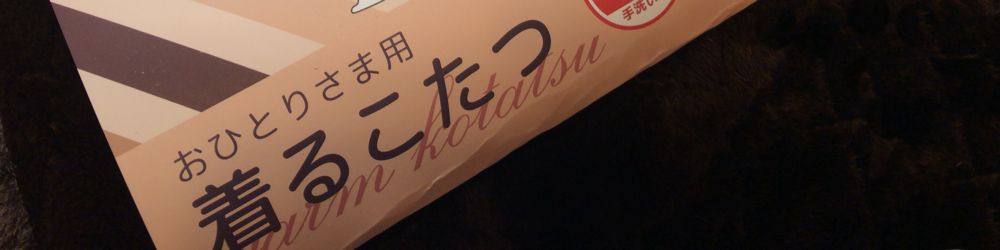 手洗い
おひとりさま用
着るこたつ
warm kotatsu